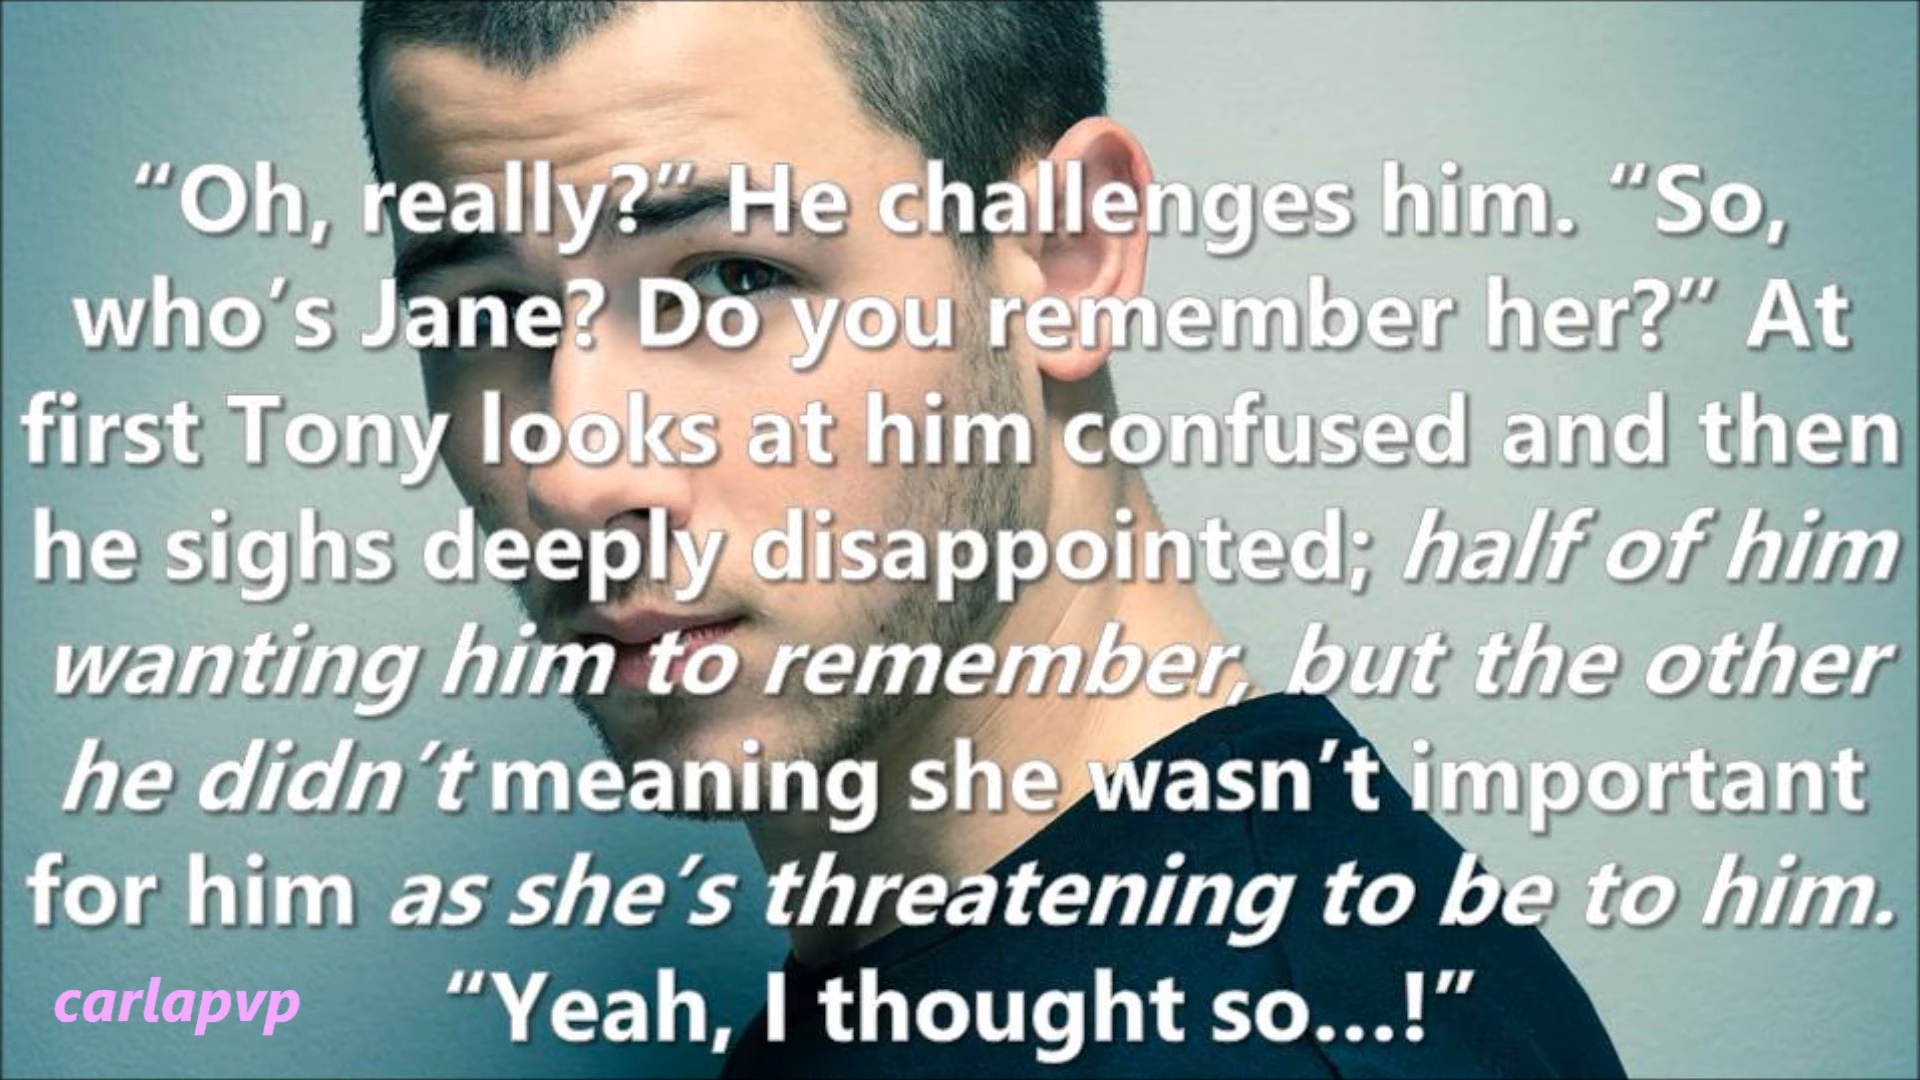 “Oh, really?” He challenges him. “So,
who’s Jane? Do you remember her?” At
first Tony looks at him confused and then
he sighs deeply disappointed; half of him
wanting him to remember, but the other
he didn´t meaning she wasn’t important
for him as she´s threatening to be to him.
“Yeah, I thought so...!”
carlapvp